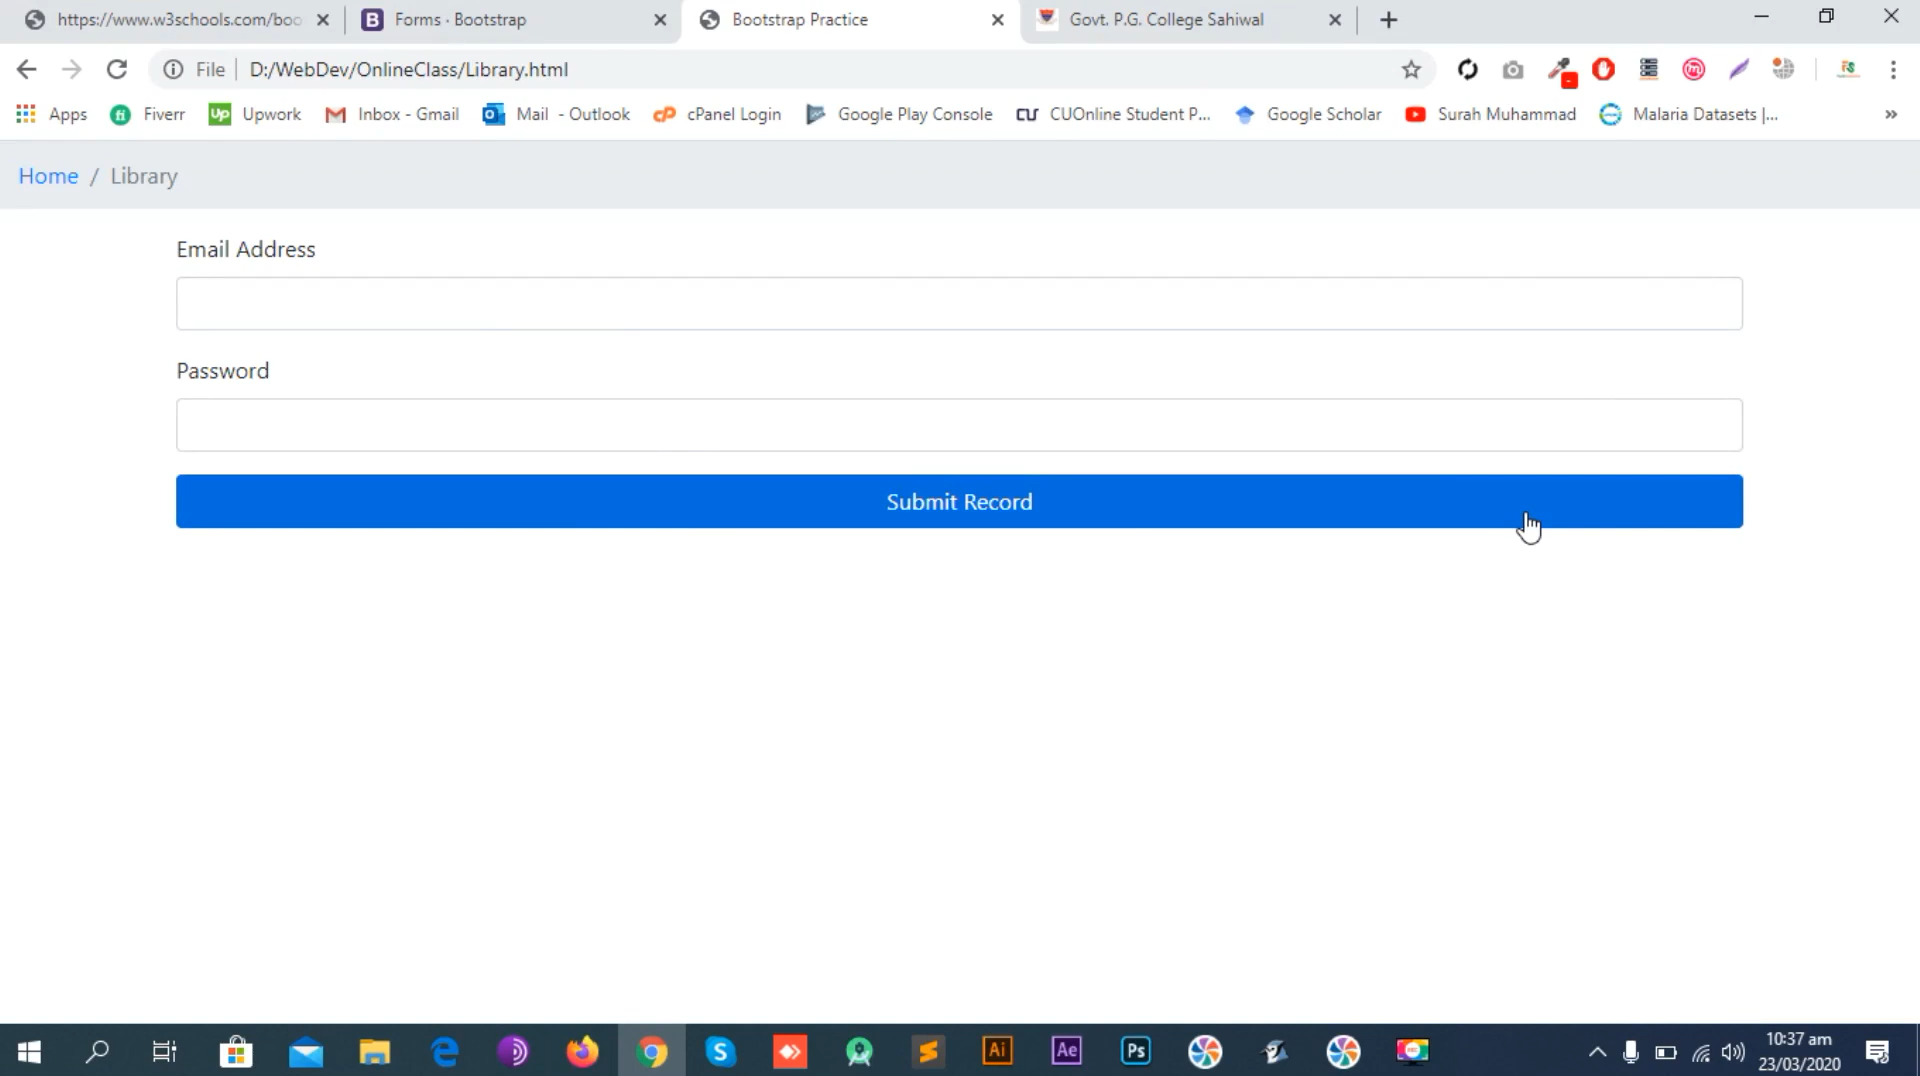 https://www.w3schools.com/boo
Forms · Bootstrap
Bootstrap Practice
Govt. P.G. College Sahiwal
File
D:/WebDev/OnlineClass/Library.html
Apps
Fiverr
Upwork
Inbox - Gmail
Mail - Outlook
cPanel Login
Google Play Console
CUOnline Student P...
Google Scholar
Surah Muhammad
Malaria Datasets |...
Home / Library
Email Address
Password
Submit Record
10:37 am
23/03/2020